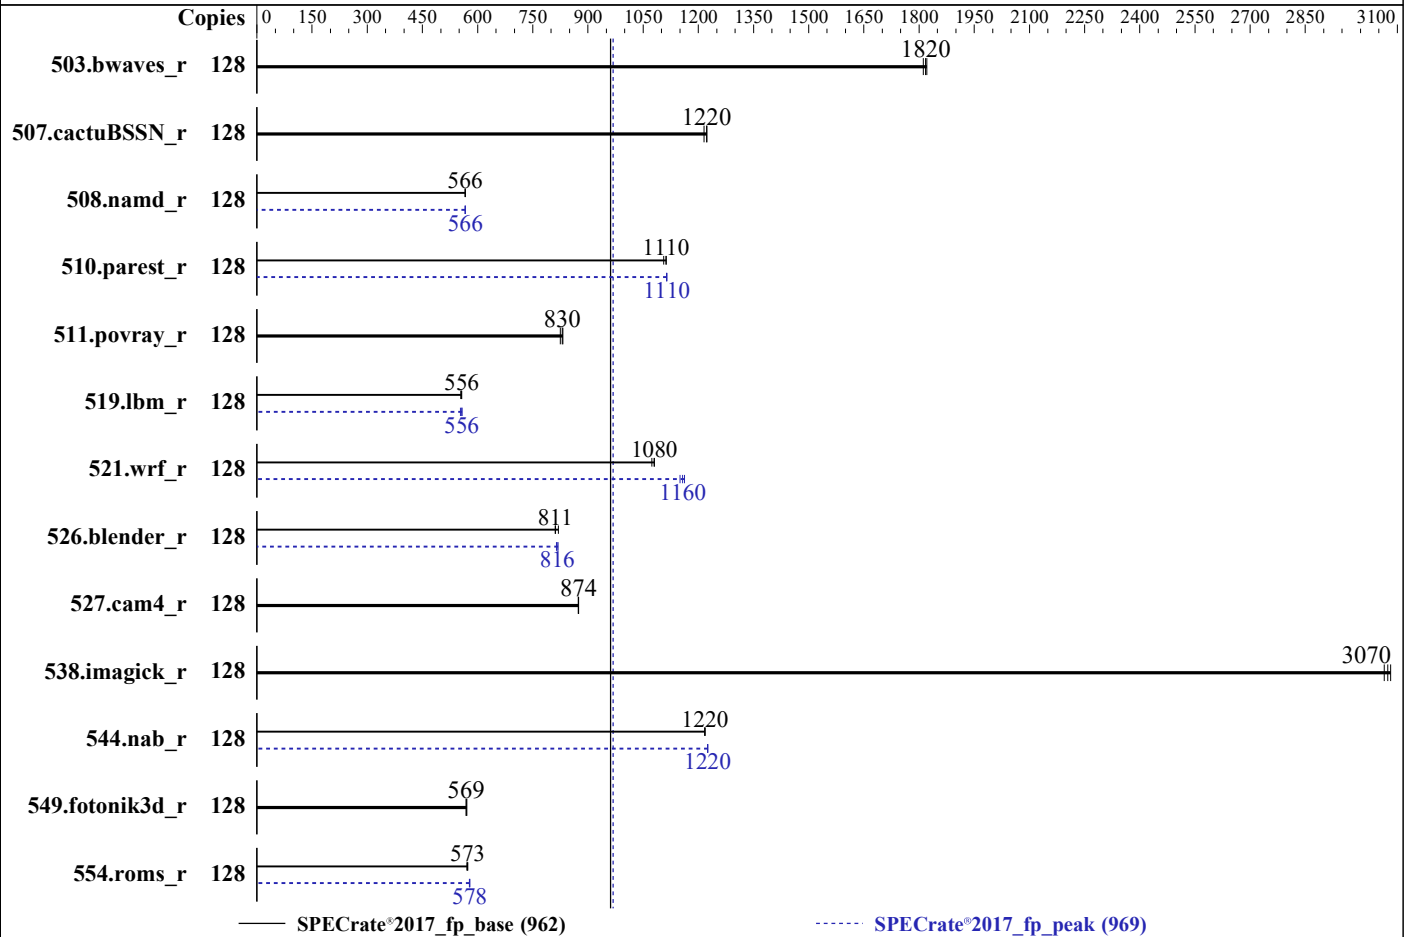 Copies 0 150 300 450 600 750 900 1050 1200 1350 1500 1650 1800 1950 2100 2250 2400 2550 2700 2850 3100
503.bwaves_r 128 1820
507.cactuBSSN_r 128 1220
508.namd_r 128 566
566
510.parest_r 128 1110
1110
511.povray_r 128 830
519.lbm_r 128 556
556
521.wrf_r 128 1080
1160
526.blender_r 128 811
816
527.cam4_r 128 874
538.imagick_r 128 3070
544.nab_r 128 1220
1220
549.fotonik3d_r 128 569
554.roms_r 128 573
578
SPECrate®2017_fp_base (962) SPECrate®2017_fp_peak (969)